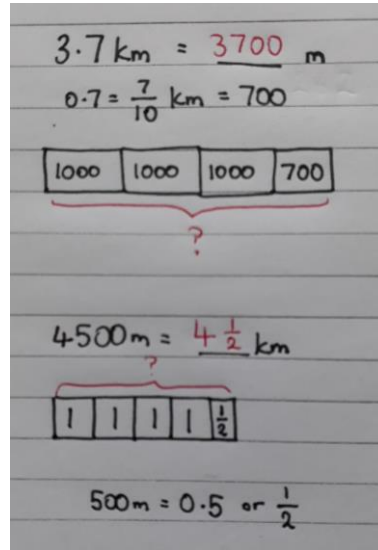 3.7 km = 3700 m
0.7 = 7/10 km = 700
1000 1000 1000 700
?
4500m = 4 1/2 km
?
1 1 1 1 1/2
500m = 0.5 or 1/2